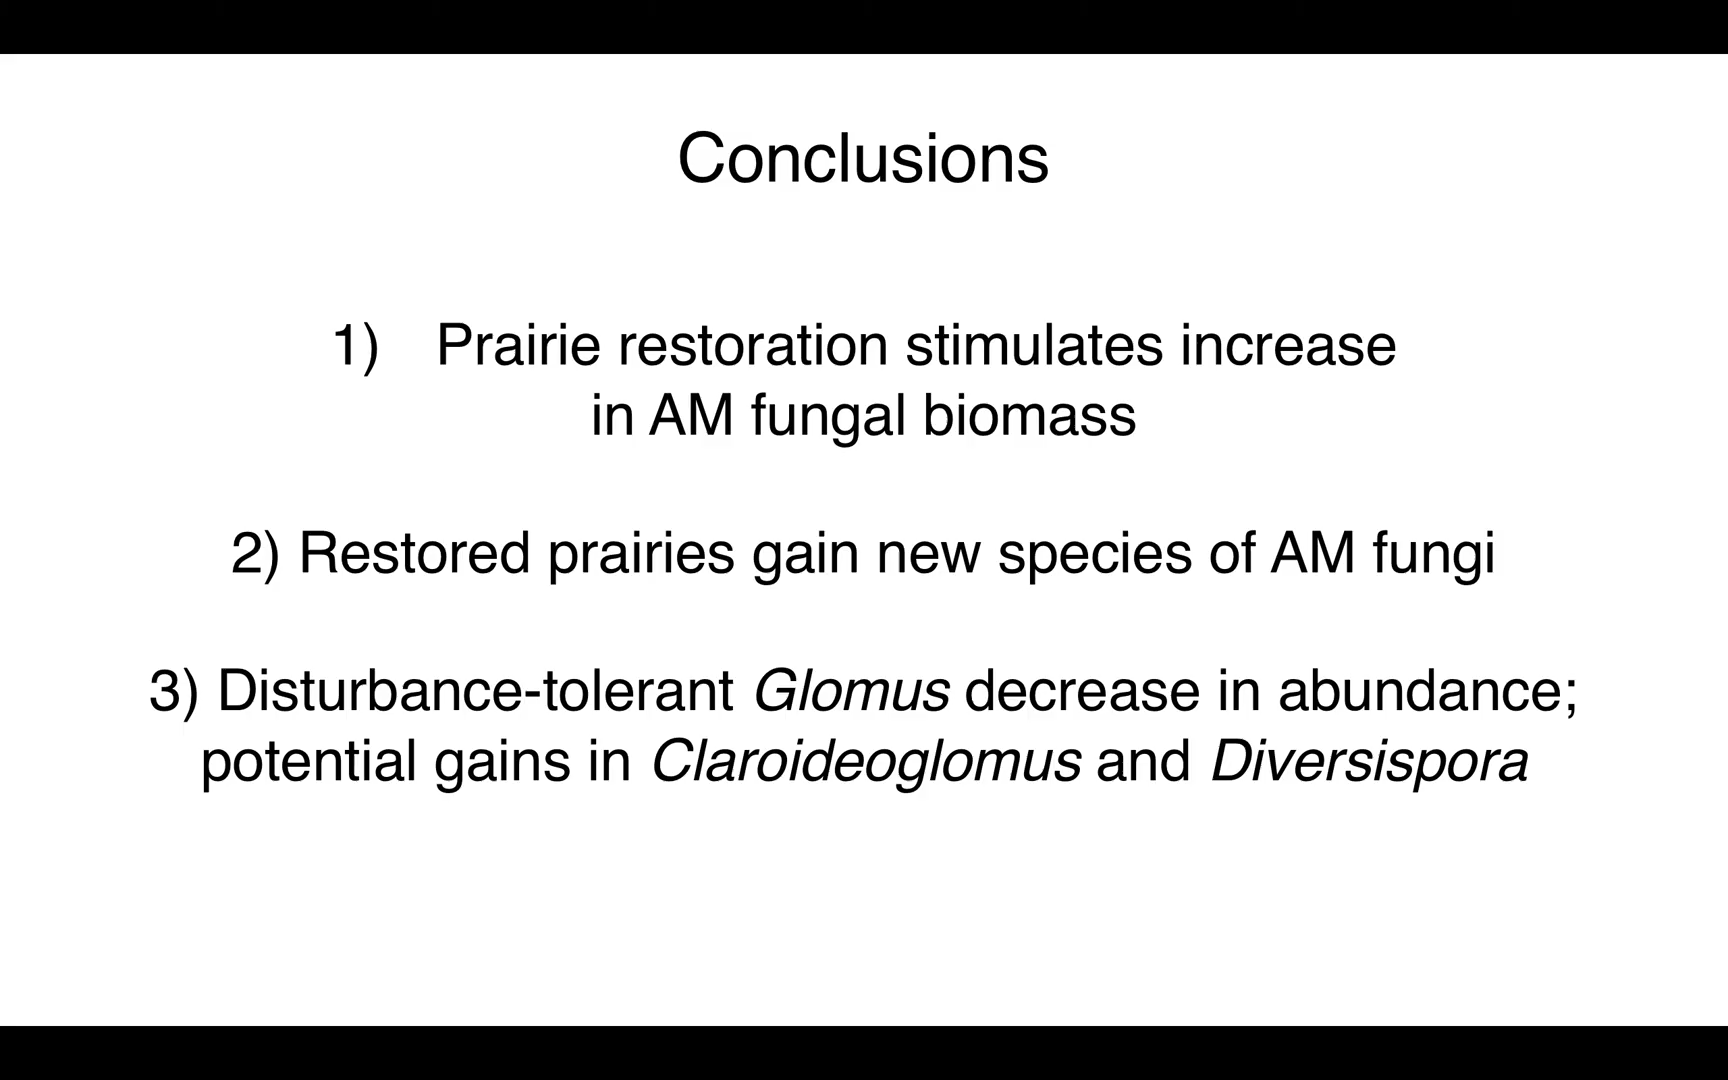 Conclusions
1) Prairie restoration stimulates increase
in AM fungal biomass
2) Restored prairies gain new species of AM fungi
3) Disturbance-tolerant Glomus decrease in abundance;
potential gains in Claroideoglomus and Diversispora